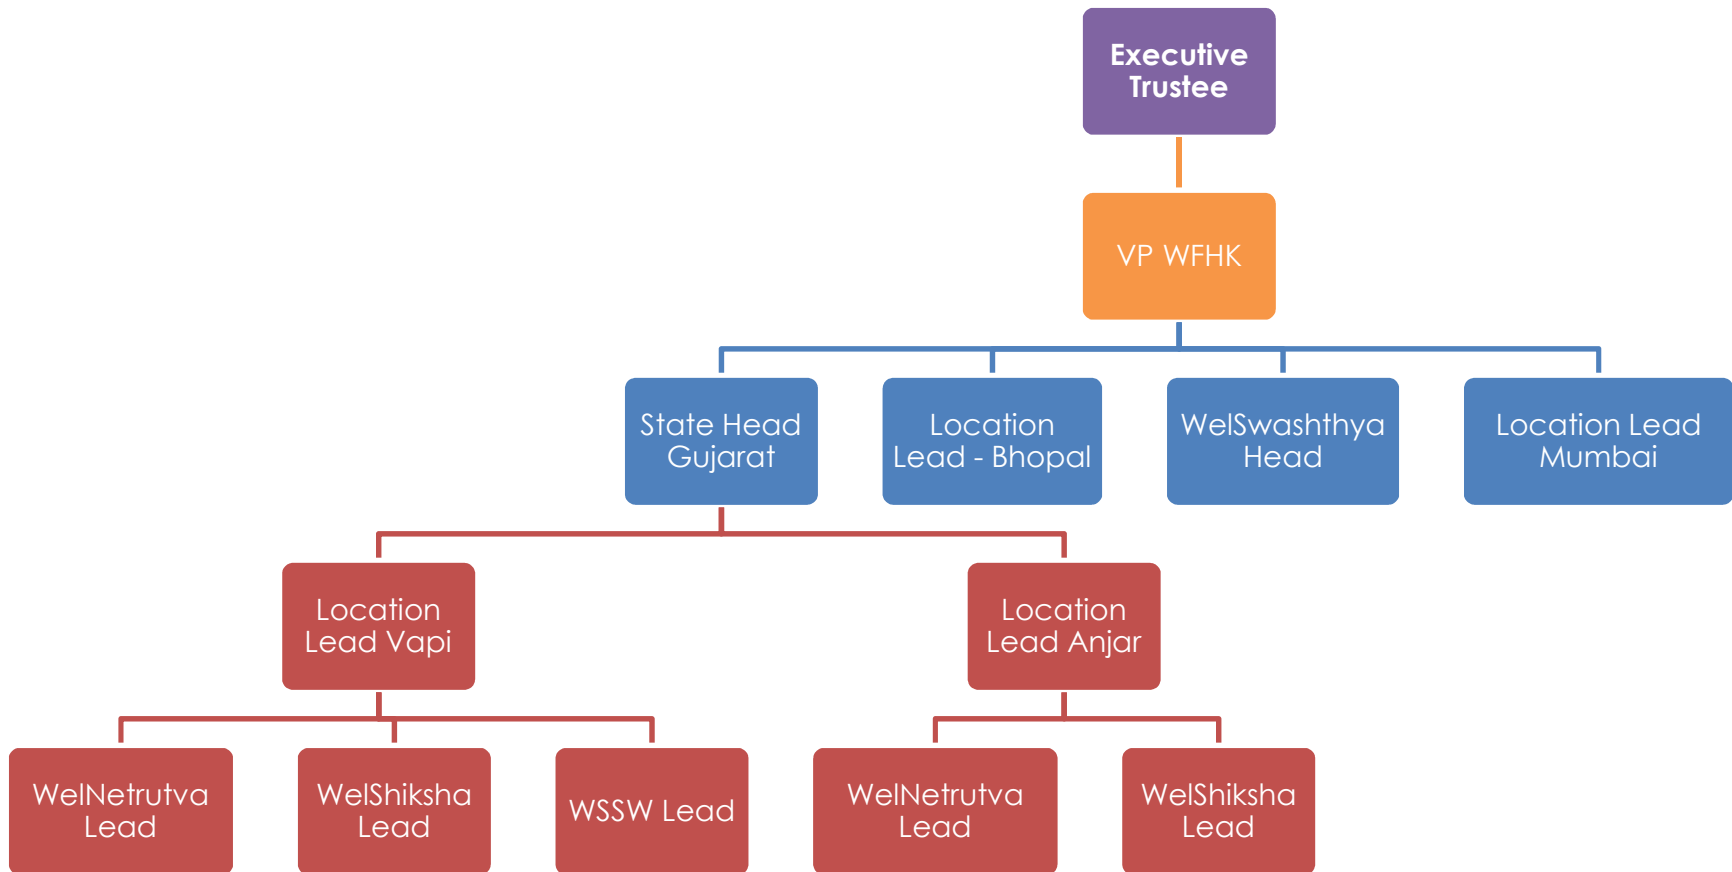 Executive
Trustee
VP WFHK
State Head
Gujarat
Location
Lead - Bhopal
WelSwashthya
Head
Location Lead
Mumbai
Location
Lead Vapi
Location
Lead Anjar
WelNetrutva
Lead
WelShiksha
Lead
WSSW Lead
WelNetrutva
Lead
WelShiksha
Lead